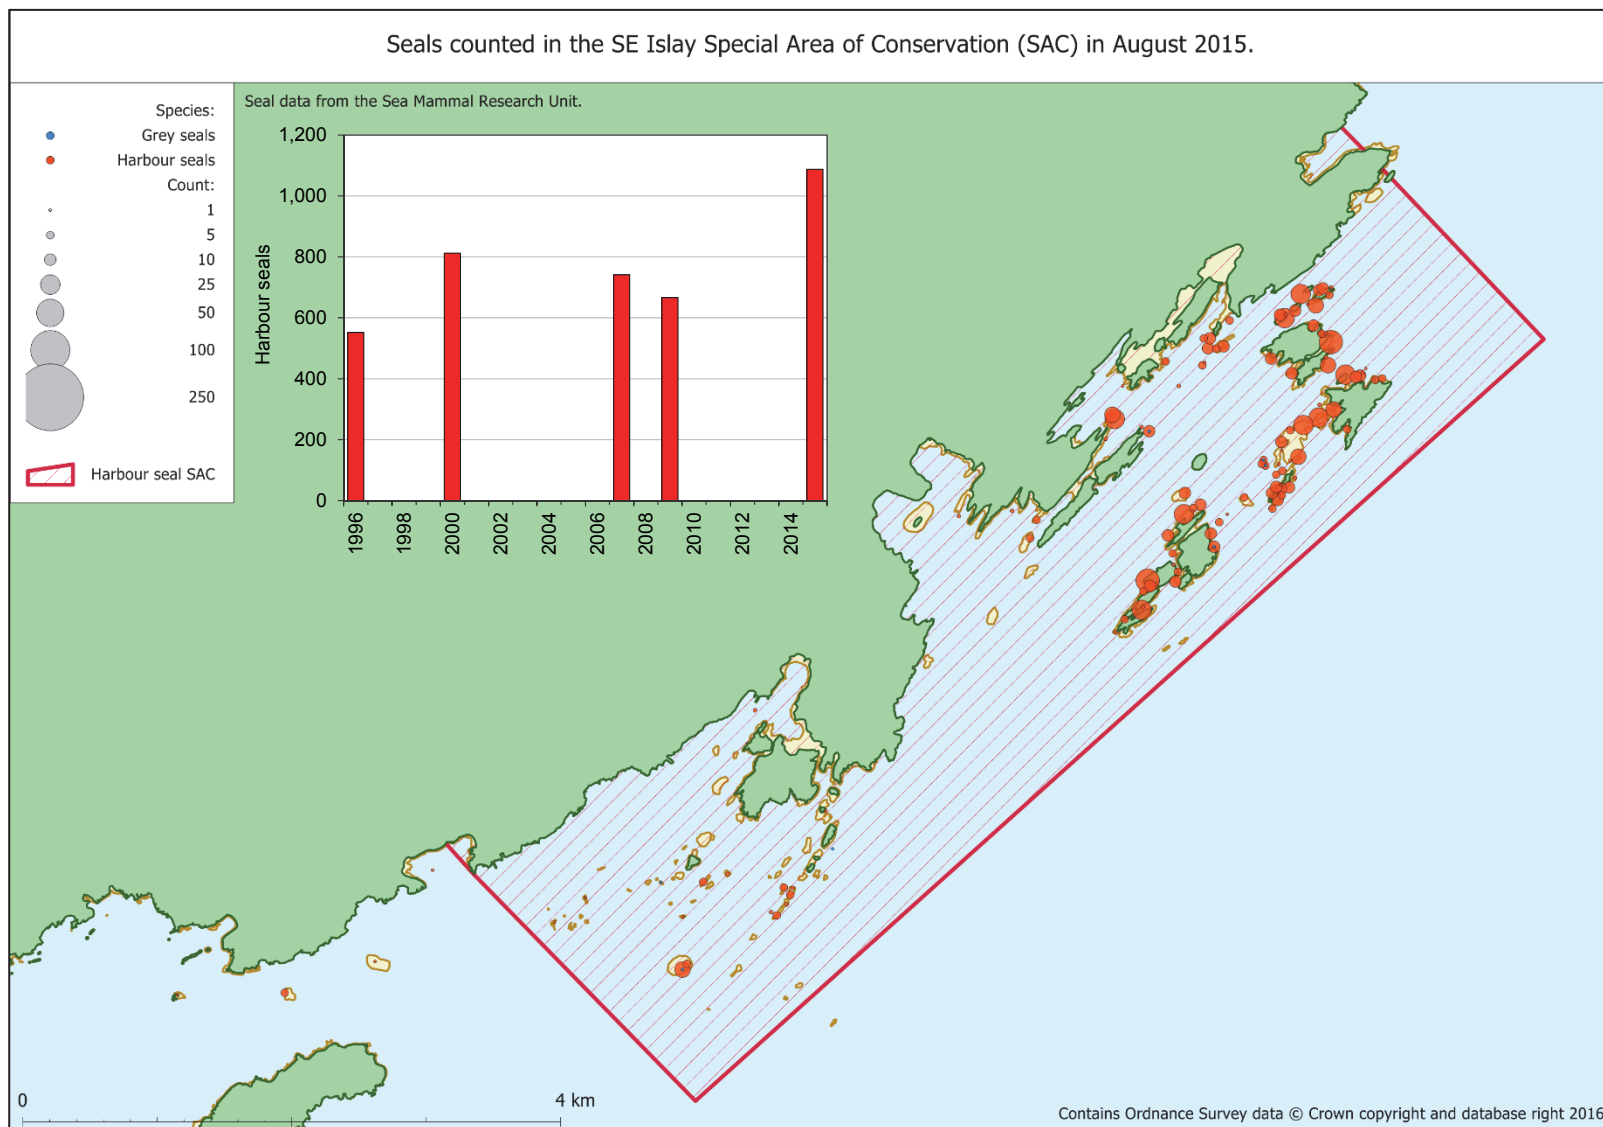 Seals counted in the SE Islay Special Area of Conservation (SAC) in August 2015.
Species:
Grey seals
Harbour seals
Count:
1
5
10
25
50
100
250
Harbour seal SAC
Seal data from the Sea Mammal Research Unit.
Harbour seals
1,200
1,000
800
600
400
200
0
1996
1998
2000
2002
2004
2006
2008
2010
2012
2014
0
4 km
Contains Ordnance Survey data © Crown copyright and database right 2016